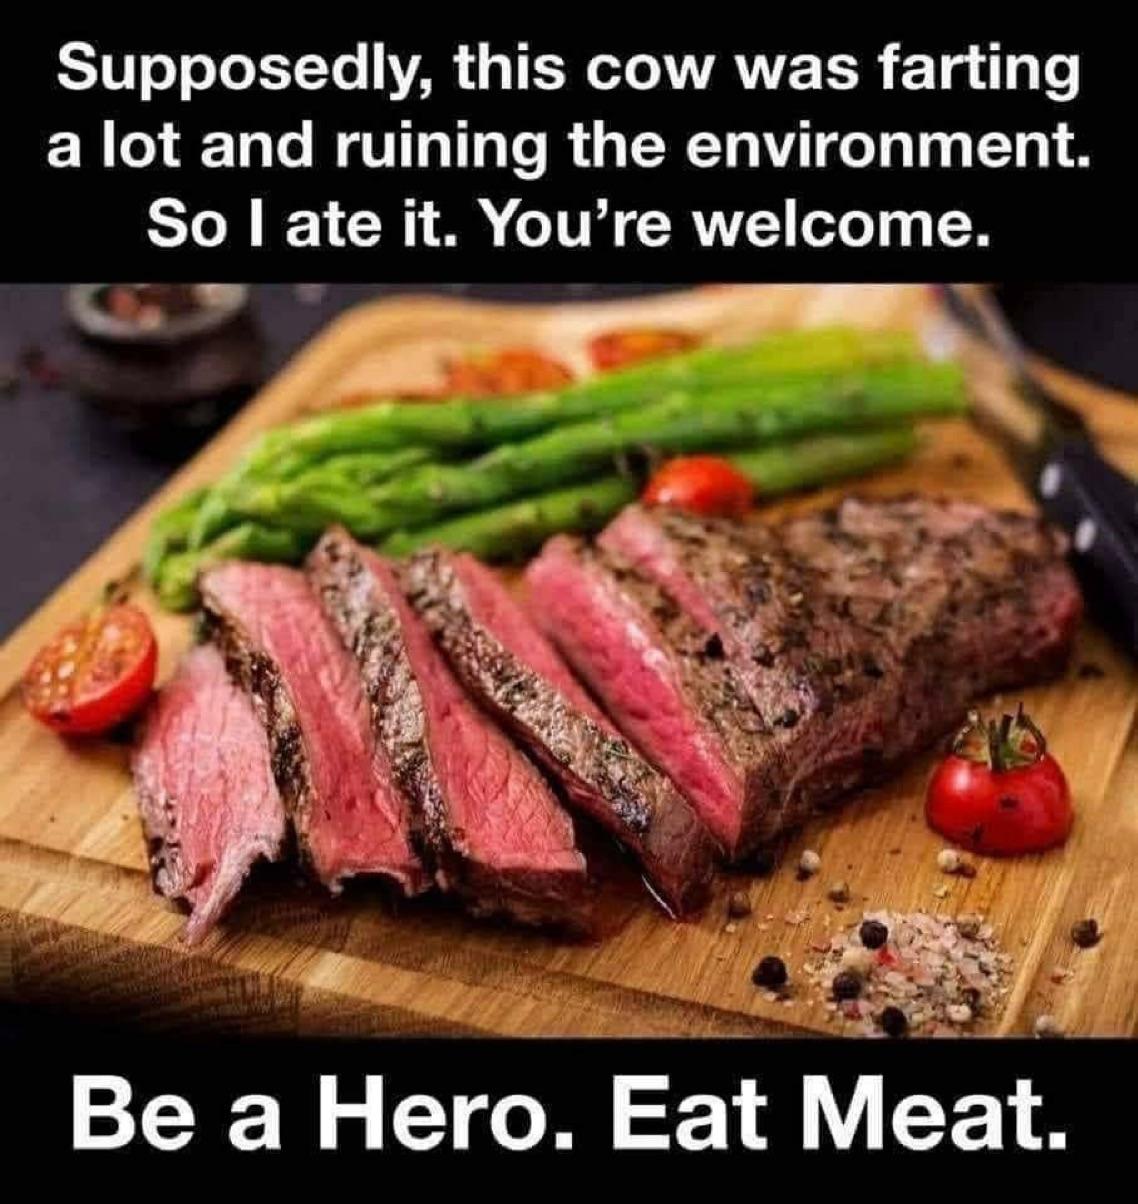 Supposedly, this cow was farting
a lot and ruining the environment.
So I ate it. You’re welcome.
Be a Hero. Eat Meat.